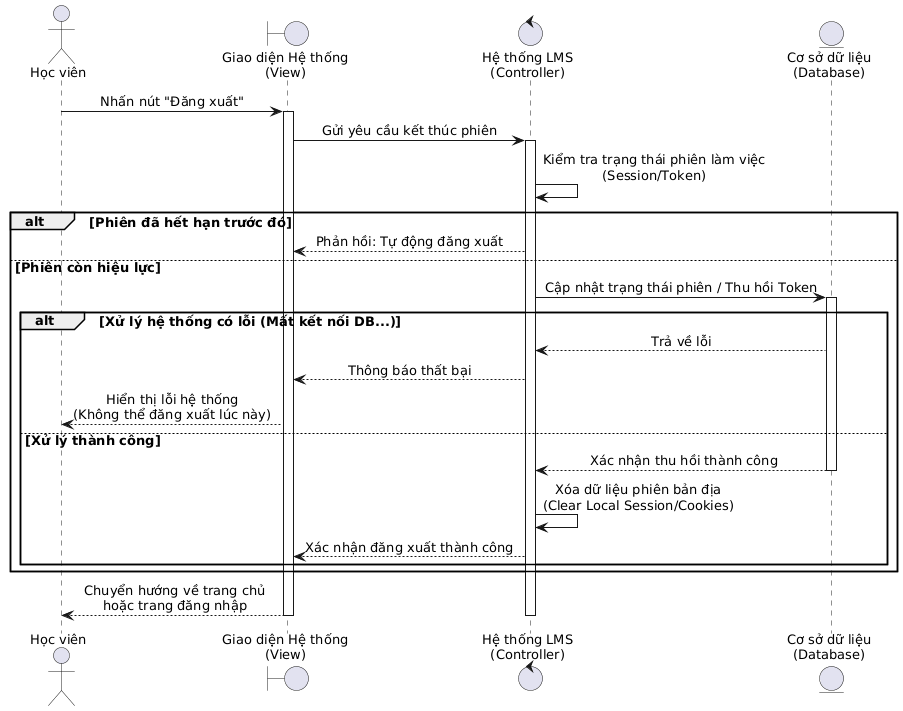 Học viên
Giao diện Hệ thống
(View)
Hệ thống LMS
(Controller)
Cơ sở dữ liệu
(Database)
Nhấn nút "Đăng xuất"
Gửi yêu cầu kết thúc phiên
Kiểm tra trạng thái phiên làm việc
(Session/Token)
alt
[Phiên đã hết hạn trước đó]
Phản hồi: Tự động đăng xuất
[Phiên còn hiệu lực]
Cập nhật trạng thái phiên / Thu hồi Token
alt
[Xử lý hệ thống có lỗi (Mất kết nối DB...)]
Trả về lỗi
Thông báo thất bại
Hiển thị lỗi hệ thống
(Không thể đăng xuất lúc này)
[Xử lý thành công]
Xác nhận thu hồi thành công
Xóa dữ liệu phiên bản địa
(Clear Local Session/Cookies)
Xác nhận đăng xuất thành công
Chuyển hướng về trang chủ
hoặc trang đăng nhập
Học viên
Giao diện Hệ thống
(View)
Hệ thống LMS
(Controller)
Cơ sở dữ liệu
(Database)